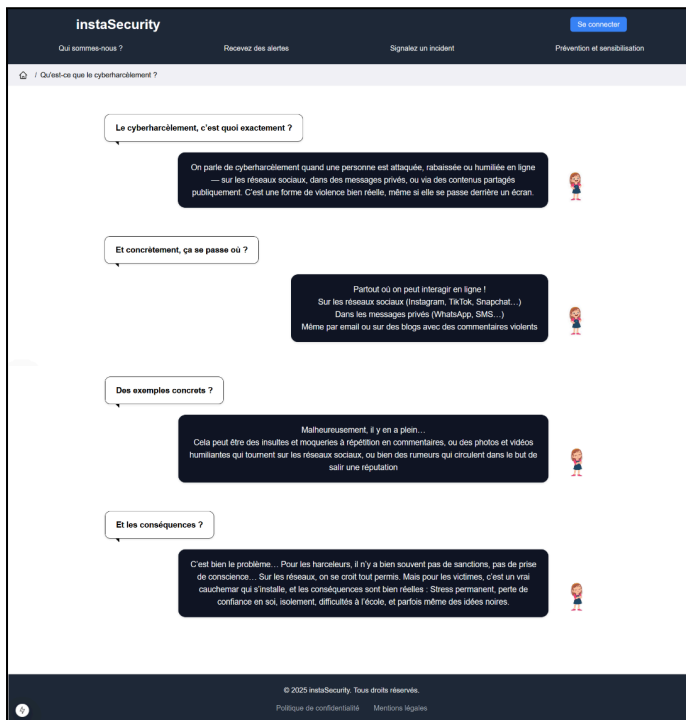 instaSecurity
Se connecter
Qui sommes-nous ?
Recevez des alertes
Signalez un incident
Prévention et sensibilisation
/ Qu'est-ce que le cyberharcèlement ?
Le cyberharcèlement, c'est quoi exactement ?
On parle de cyberharcèlement quand une personne est attaquée, rabaissée ou humiliée en ligne
— sur les réseaux sociaux, dans des messages privés, ou via des contenus partagés
publiquement. C'est une forme de violence bien réelle, même si elle se passe derrière un écran.
Et concrètement, ça se passe où ?
Partout où on peut interagir en ligne !
Sur les réseaux sociaux (Instagram, TikTok, Snapchat…)
Dans les messages privés (WhatsApp, SMS…)
Même par email ou sur des blogs avec des commentaires violents
Des exemples concrets ?
Malheureusement, il y en a plein…
Cela peut être des insultes et moqueries à répétition en commentaires, ou des photos et vidéos
humiliantes qui tournent sur les réseaux sociaux, ou bien des rumeurs qui circulent dans le but de
salir une réputation
Et les conséquences ?
C'est bien le problème… Pour les harceleurs, il n'y a bien souvent pas de sanctions, pas de prise
de conscience… Sur les réseaux, on se croit tout permis. Mais pour les victimes, c'est un vrai
cauchemar qui s'installe, et les conséquences sont bien réelles : Stress permanent, perte de
confiance en soi, isolement, difficultés à l'école, et parfois même des idées noires.
© 2025 instaSecurity. Tous droits réservés.
Politique de confidentialité
Mentions légales